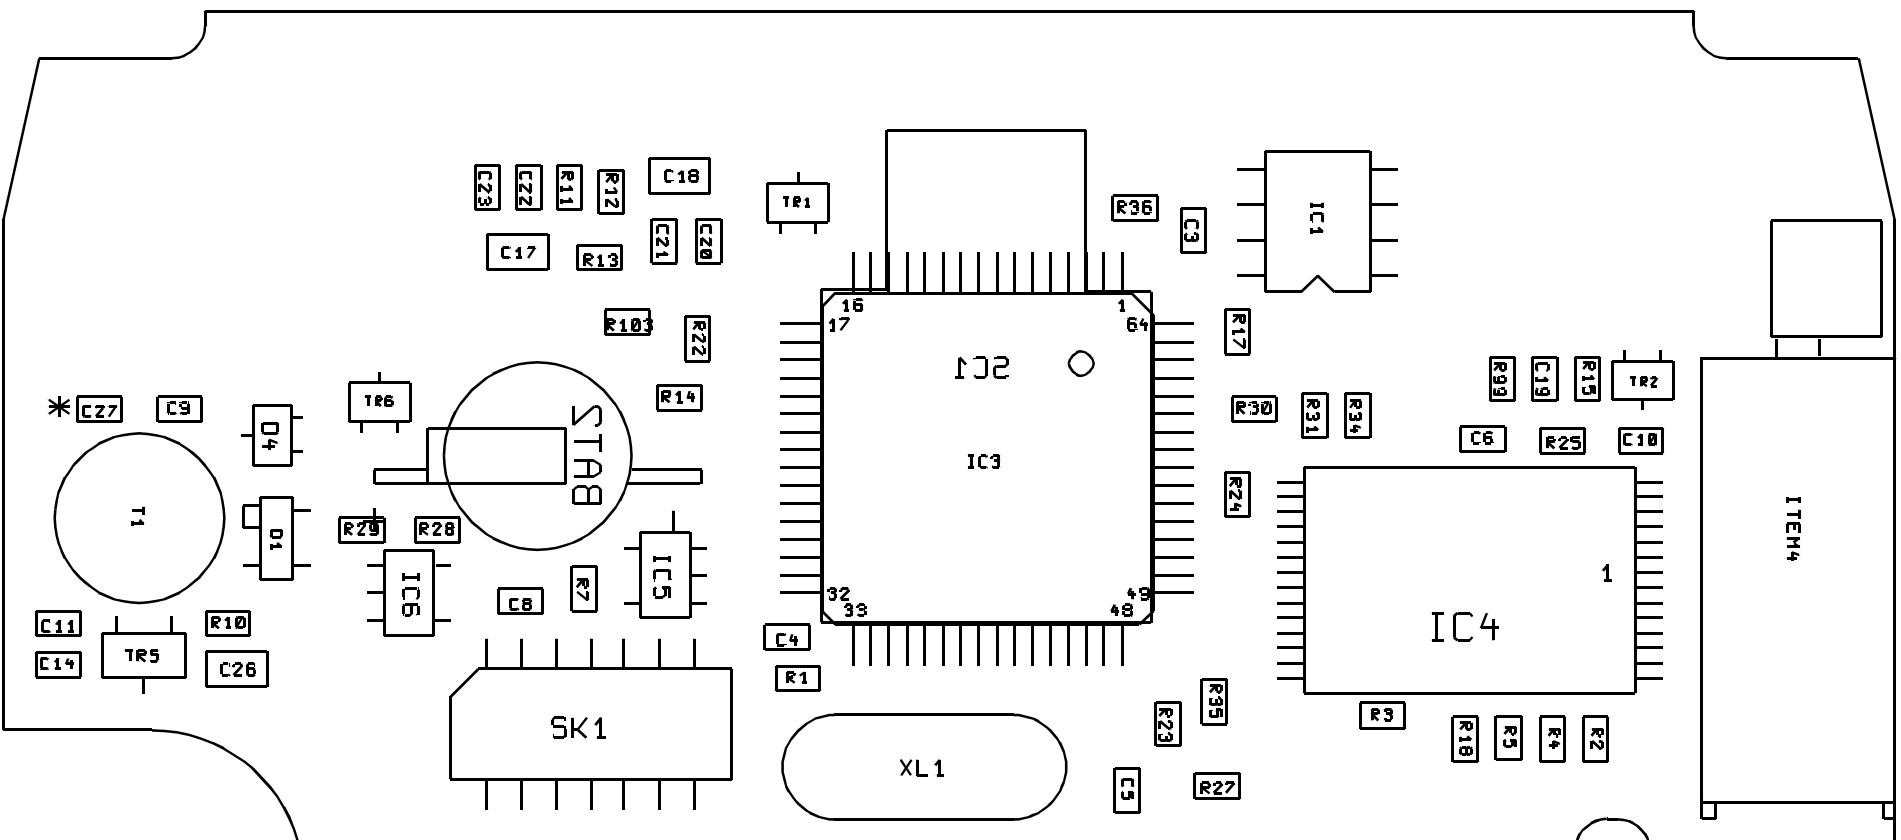 C23 C22 R11 R12 C18 TR1 R36 C3 IC1
C17 R13 C21 C20
16 1
17 64
R103 R22 R17
SC1
R99 C19 R15 TR2
C27 C9 TR6 R14 R30 R31 R34
D4 STAB C6 R25 C10
IC3
T1 R29 R28 R24 ITEM4
D1
IC6 R7 IC5 1
32 49
C8 33 48
C11 R10 C4 IC4
C14 TR5 C26 R1
SK1 R35 R3
R23 R18 R5 R4 R2
XL1 C5 R27